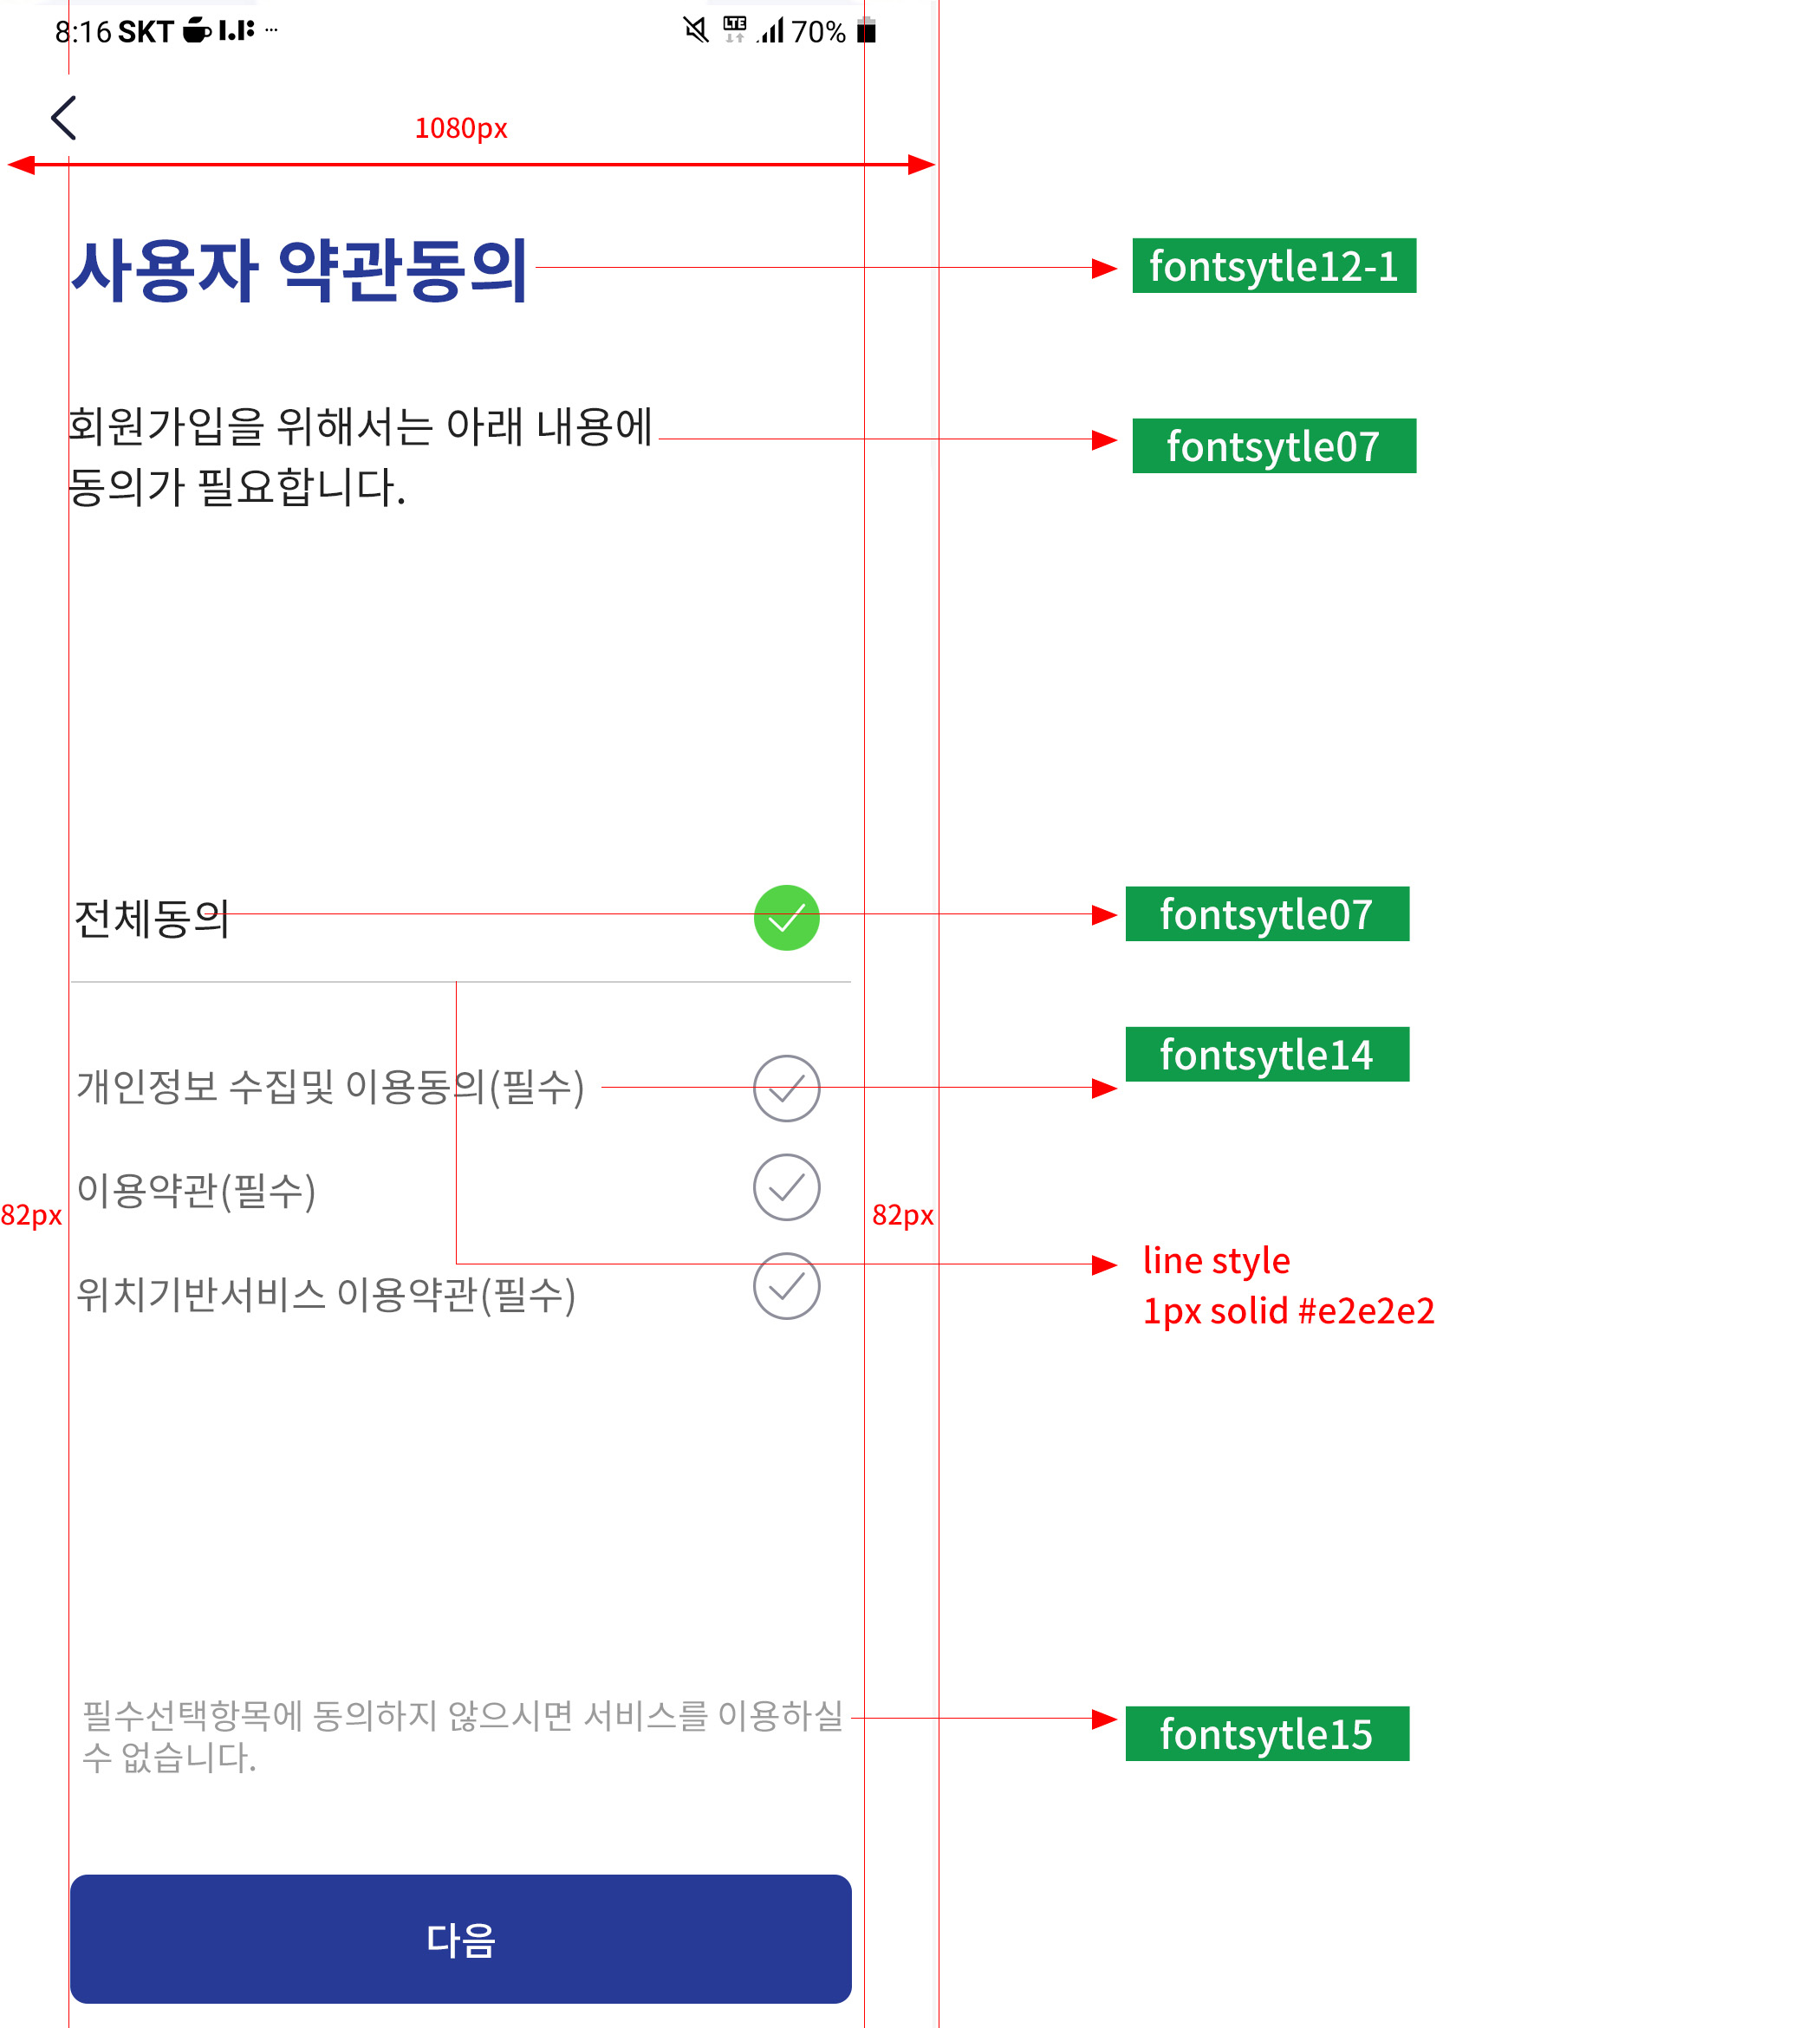 8:16 SKT ...
LTE 70%
1080px
사용자 약관동의
fontsytle12-1
회원가입을 위해서는 아래 내용에
동의가 필요합니다.
fontsytle07
전체동의
fontsytle07
개인정보 수집및 이용동의(필수)
fontsytle14
이용약관(필수)
82px
82px
위치기반서비스 이용약관(필수)
line style
1px solid #e2e2e2
필수선택항목에 동의하지 않으시면 서비스를 이용하실
수 없습니다.
fontsytle15
다음